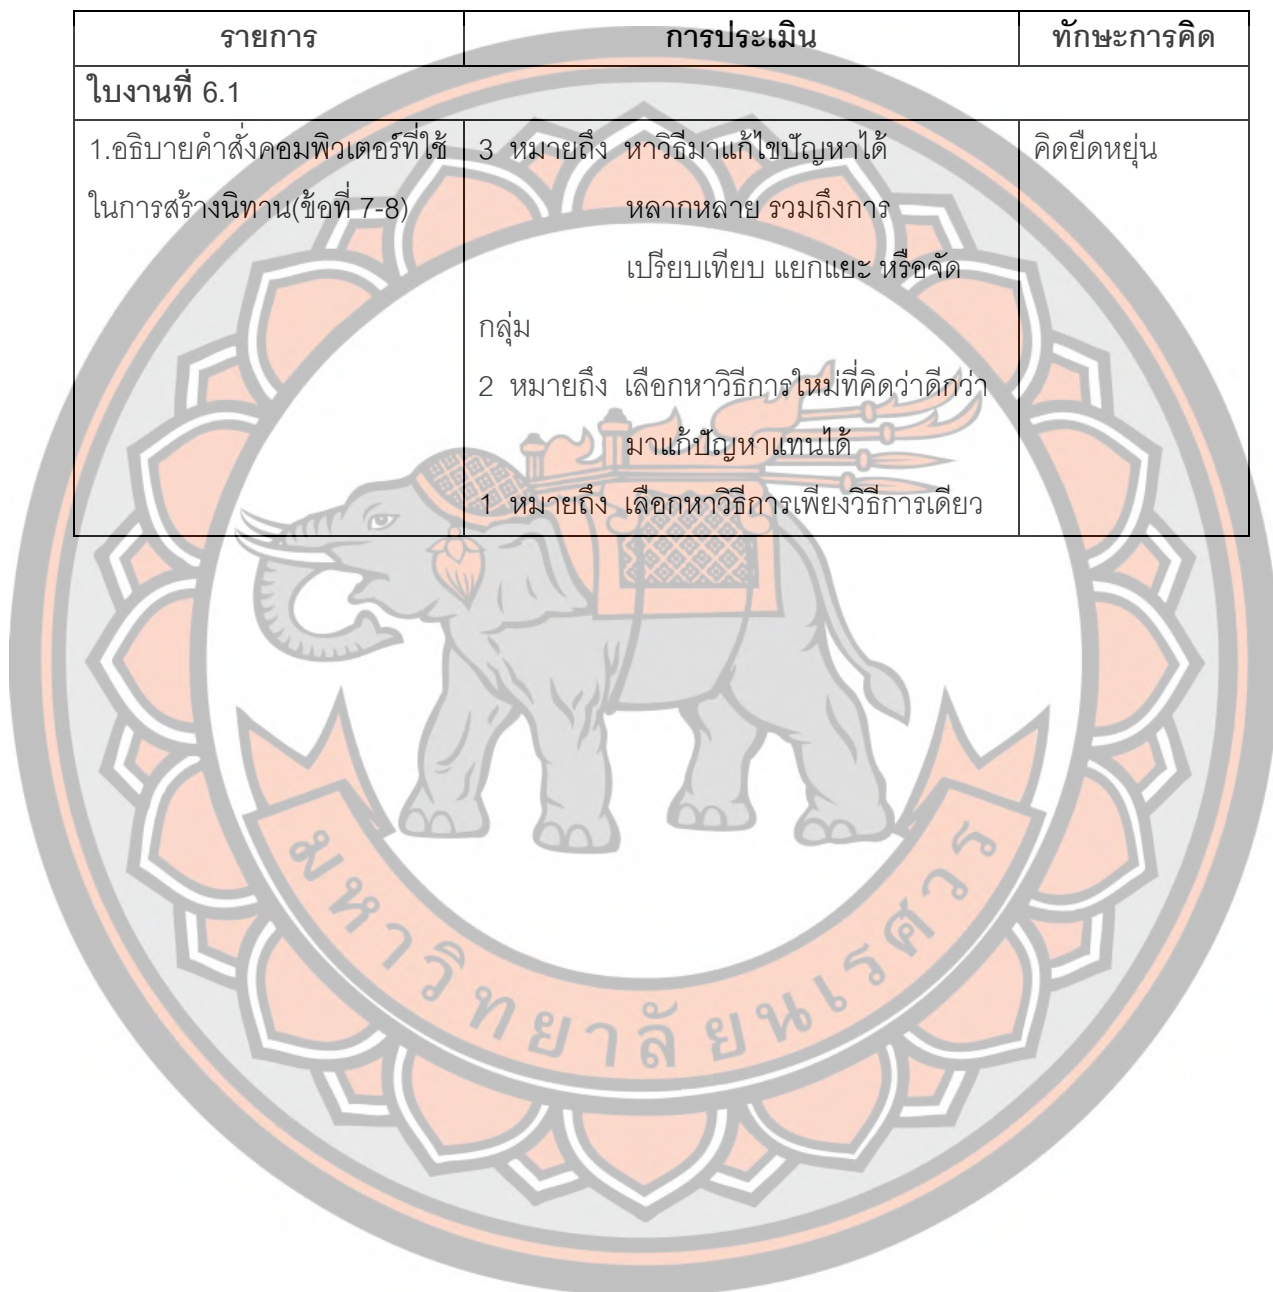 รายการ การประเมิน ทักษะการคิด
ใบงานที่ 6.1
1.อธิบายคำสั่งคอมพิวเตอร์ที่ใช้ 3 หมายถึง หาวิธีมาแก้ไขปัญหาได้ คิดยืดหยุ่น
ในการสร้างนิทาน(ข้อที่ 7-8) หลากหลาย รวมถึงการ
เปรียบเทียบ แยกแยะ หรือจัด
กลุ่ม
2 หมายถึง เลือกหาวิธีการใหม่ที่คิดว่าดีกว่า
มาแก้ปัญหาแทนได้
1 หมายถึง เลือกหาวิธีการเพียงวิธีการเดียว
มหาวิทยาลัยนเรศวร